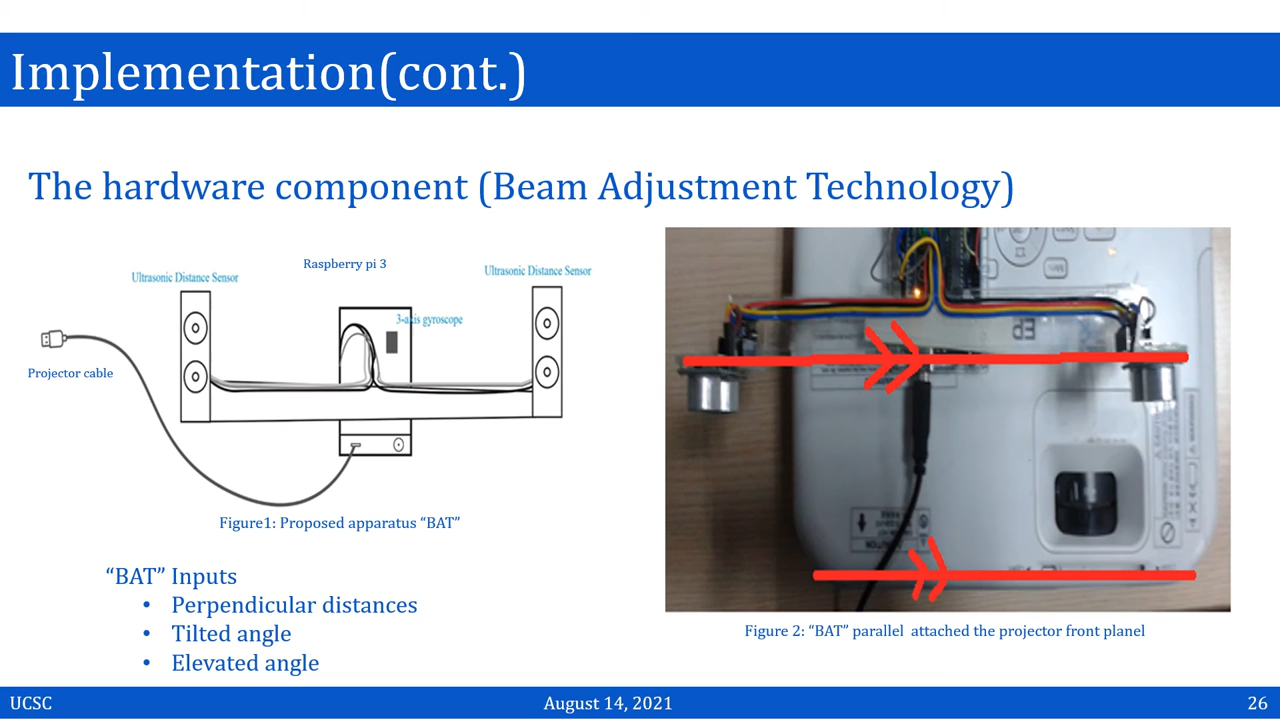 Implementation(cont.)
The hardware component (Beam Adjustment Technology)
Raspberry pi 3
Ultrasonic Distance Sensor
Ultrasonic Distance Sensor
3-axis gyroscope
Projector cable
Figure1: Proposed apparatus “BAT”
“BAT” Inputs
• Perpendicular distances
• Tilted angle
• Elevated angle
Figure 2: “BAT” parallel attached the projector front planel
UCSC
August 14, 2021
26